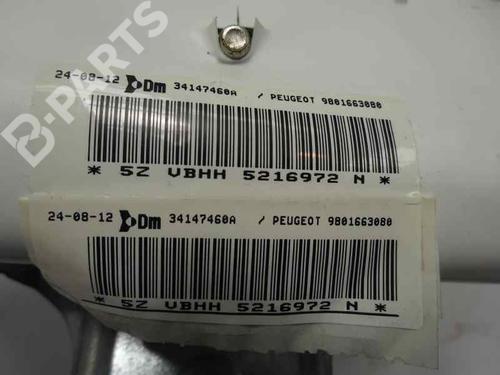 B-PARTS
24-08-12 Dm 34147460A / PEUGEOT 9801663080
* 5Z VBHH 5216972 N *
24-08-12 Dm 34147460A / PEUGEOT 9801663080
* 5Z VBHH 5216972 N *